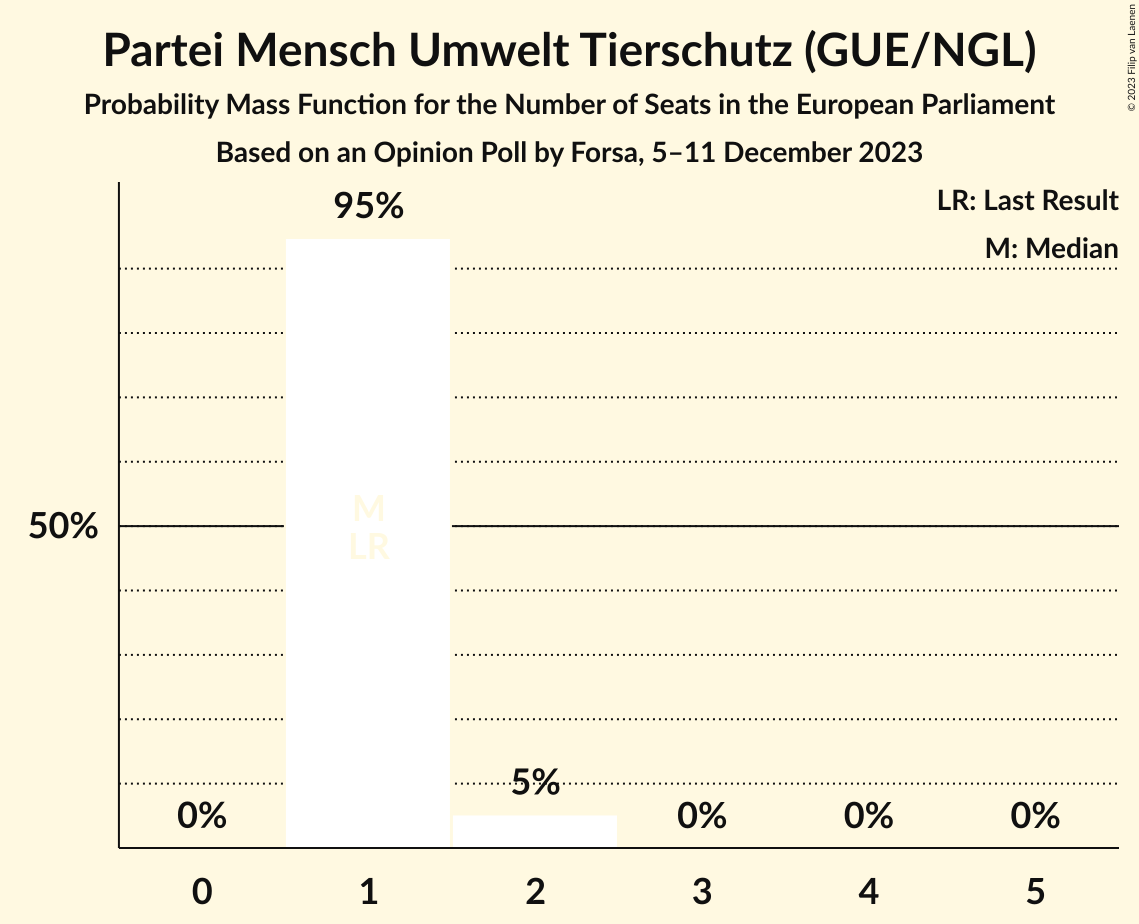 Partei Mensch Umwelt Tierschutz (GUE/NGL)
Probability Mass Function for the Number of Seats in the European Parliament
Based on an Opinion Poll by Forsa, 5–11 December 2023
© 2023 Filip van Laenen
LR: Last Result
M: Median
95%
50%
M
LR
5%
0%
0%
0%
0%
0
1
2
3
4
5